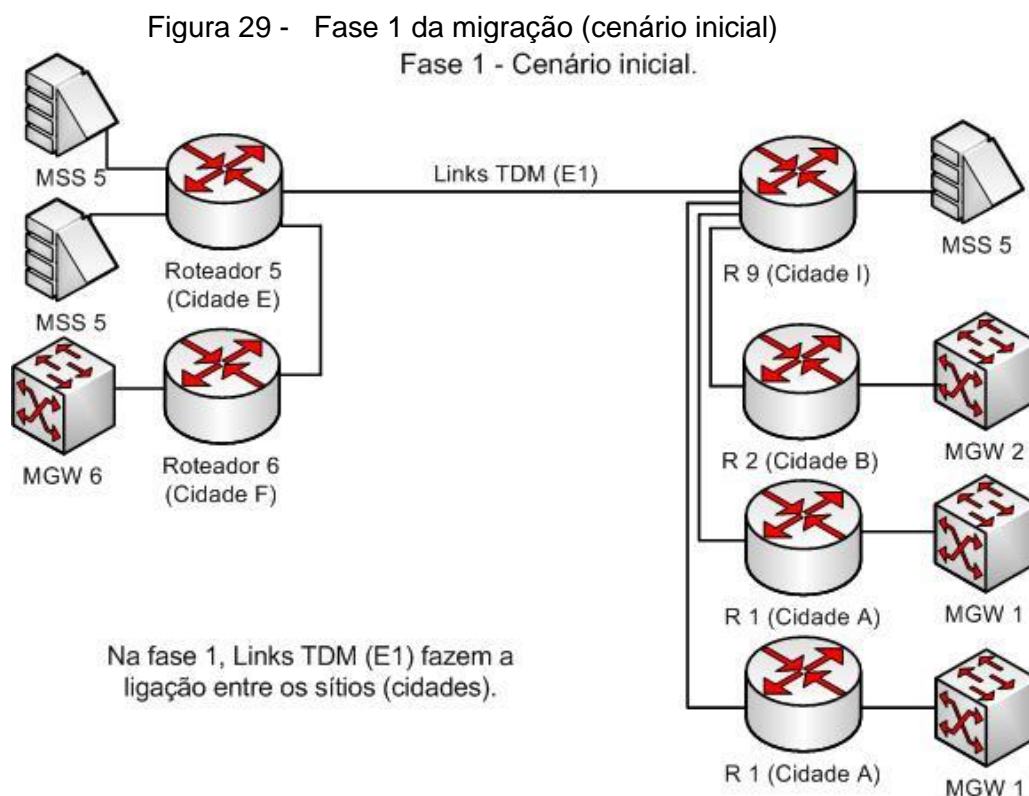 Figura 29 - Fase 1 da migração (cenário inicial)
Fase 1 - Cenário inicial.
MSS 5
Links TDM (E1)
MSS 5
Roteador 5
(Cidade E)
R 9 (Cidade I)
MSS 5
MGW 6
Roteador 6
(Cidade F)
R 2 (Cidade B)
MGW 2
R 1 (Cidade A)
MGW 1
Na fase 1, Links TDM (E1) fazem a
ligação entre os sítios (cidades).
R 1 (Cidade A)
MGW 1